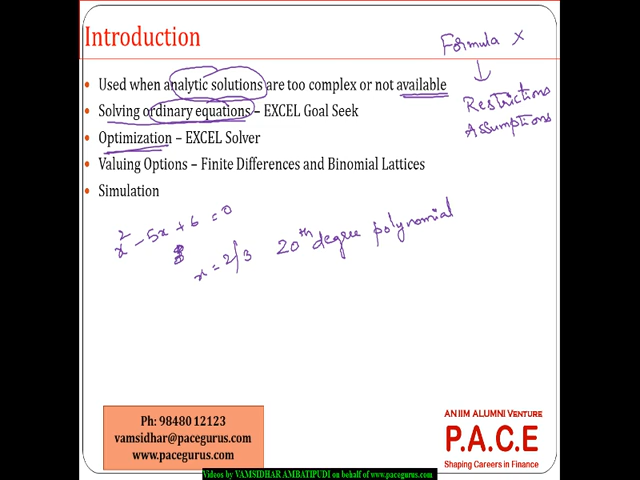 Introduction
Formula X
Restrictions
Assumptions
• Used when analytic solutions are too complex or not available
• Solving ordinary equations – EXCEL Goal Seek
• Optimization – EXCEL Solver
• Valuing Options – Finite Differences and Binomial Lattices
• Simulation
x² - 5x + 6 = 0
x = 2/3
20th degree polynomial
Ph: 98480 12123
vamsidhar@pacegurus.com
www.pacegurus.com
AN IIM ALUMNI VENTURE
P.A.C.E
Shaping Careers in Finance
Videos by VAMSIDHAR AMBATIPUDI on behalf of www.pacegurus.com